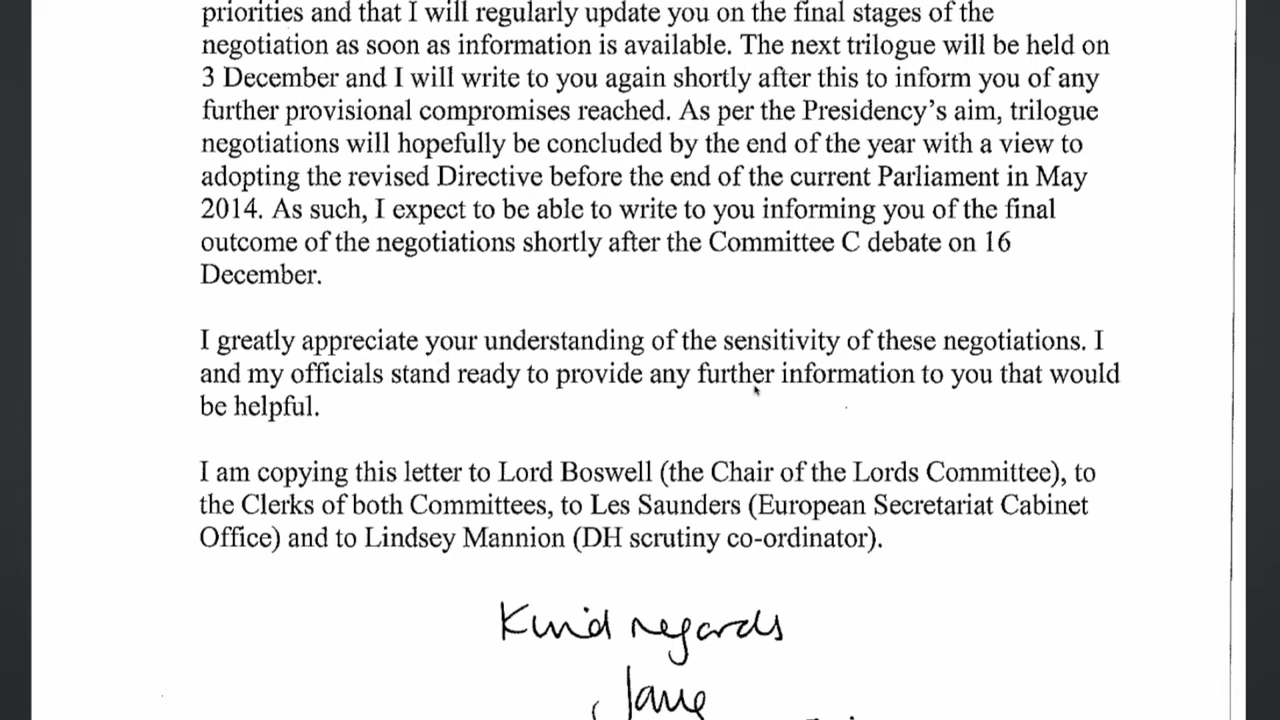 priorities and that I will regularly update you on the final stages of the
negotiation as soon as information is available. The next trilogue will be held on
3 December and I will write to you again shortly after this to inform you of any
further provisional compromises reached. As per the Presidency’s aim, trilogue
negotiations will hopefully be concluded by the end of the year with a view to
adopting the revised Directive before the end of the current Parliament in May
2014. As such, I expect to be able to write to you informing you of the final
outcome of the negotiations shortly after the Committee C debate on 16
December.
I greatly appreciate your understanding of the sensitivity of these negotiations. I
and my officials stand ready to provide any further information to you that would
be helpful.
I am copying this letter to Lord Boswell (the Chair of the Lords Committee), to
the Clerks of both Committees, to Les Saunders (European Secretariat Cabinet
Office) and to Lindsey Mannion (DH scrutiny co-ordinator).
Kind regards
Jane